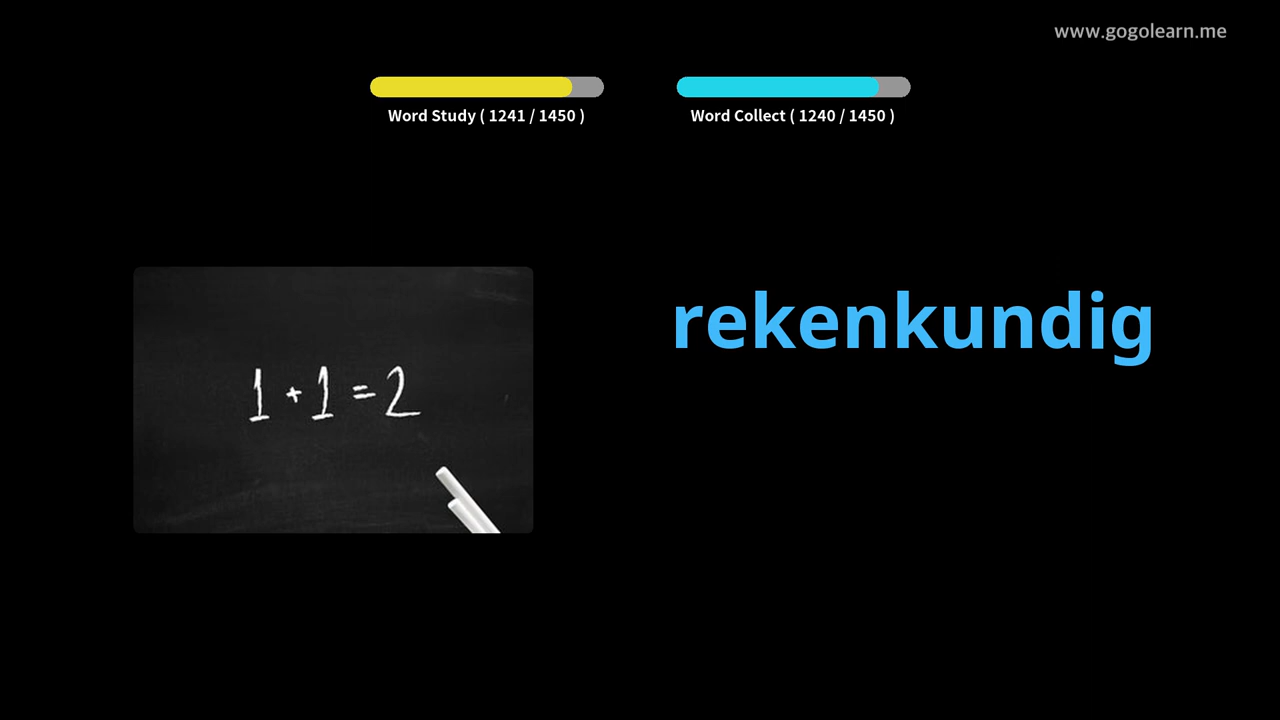 www.gogolearn.me
Word Study ( 1241 / 1450 )
Word Collect ( 1240 / 1450 )
rekenkundig
1 + 1 = 2